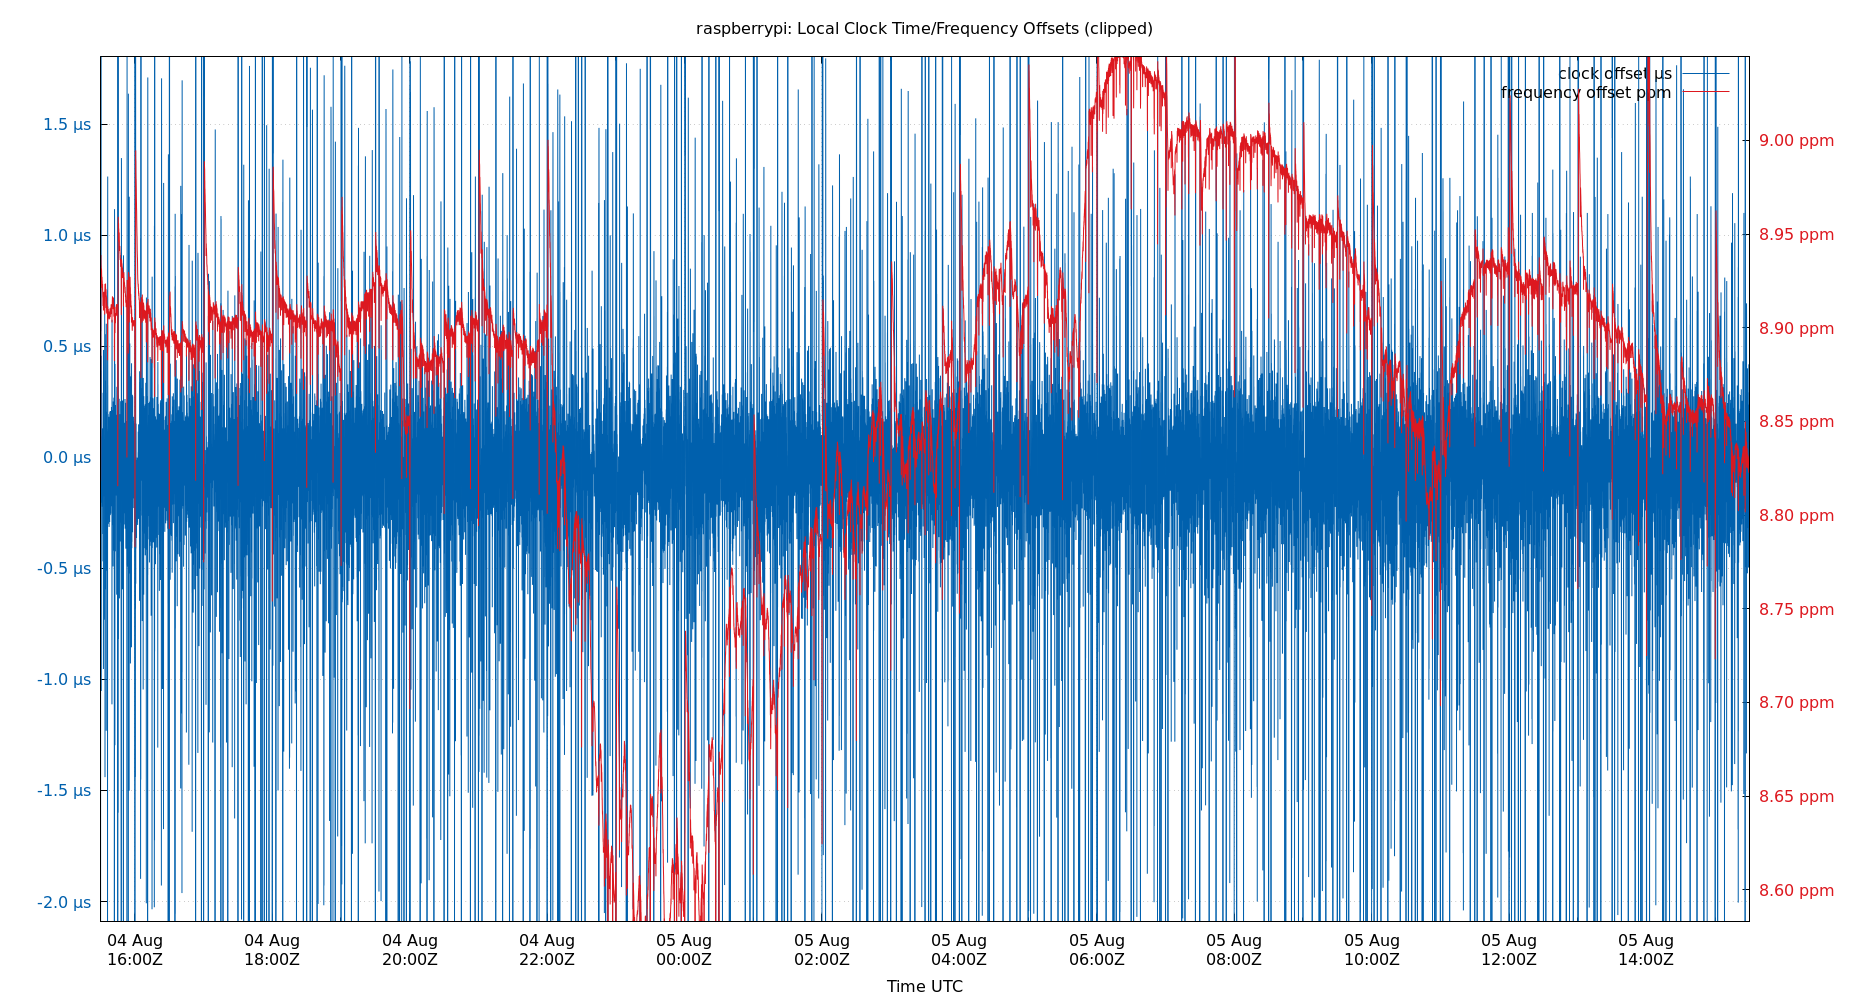 raspberrypi: Local Clock Time/Frequency Offsets (clipped)
clock offset µs
frequency offset ppm
1.5 µs
1.0 µs
0.5 µs
0.0 µs
-0.5 µs
-1.0 µs
-1.5 µs
-2.0 µs
9.00 ppm
8.95 ppm
8.90 ppm
8.85 ppm
8.80 ppm
8.75 ppm
8.70 ppm
8.65 ppm
8.60 ppm
04 Aug 04 Aug 04 Aug 04 Aug 05 Aug 05 Aug 05 Aug 05 Aug 05 Aug 05 Aug 05 Aug 05 Aug
16:00Z 18:00Z 20:00Z 22:00Z 00:00Z 02:00Z 04:00Z 06:00Z 08:00Z 10:00Z 12:00Z 14:00Z
Time UTC